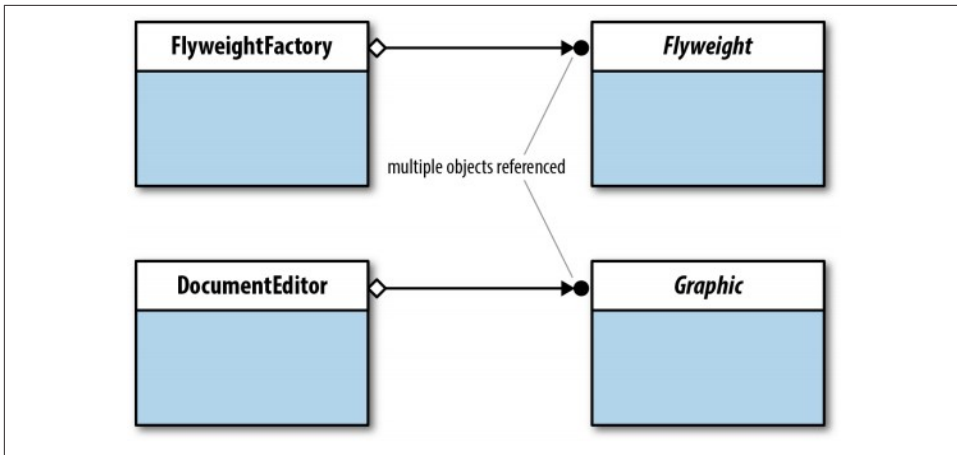 FlyweightFactory
Flyweight
multiple objects referenced
DocumentEditor
Graphic